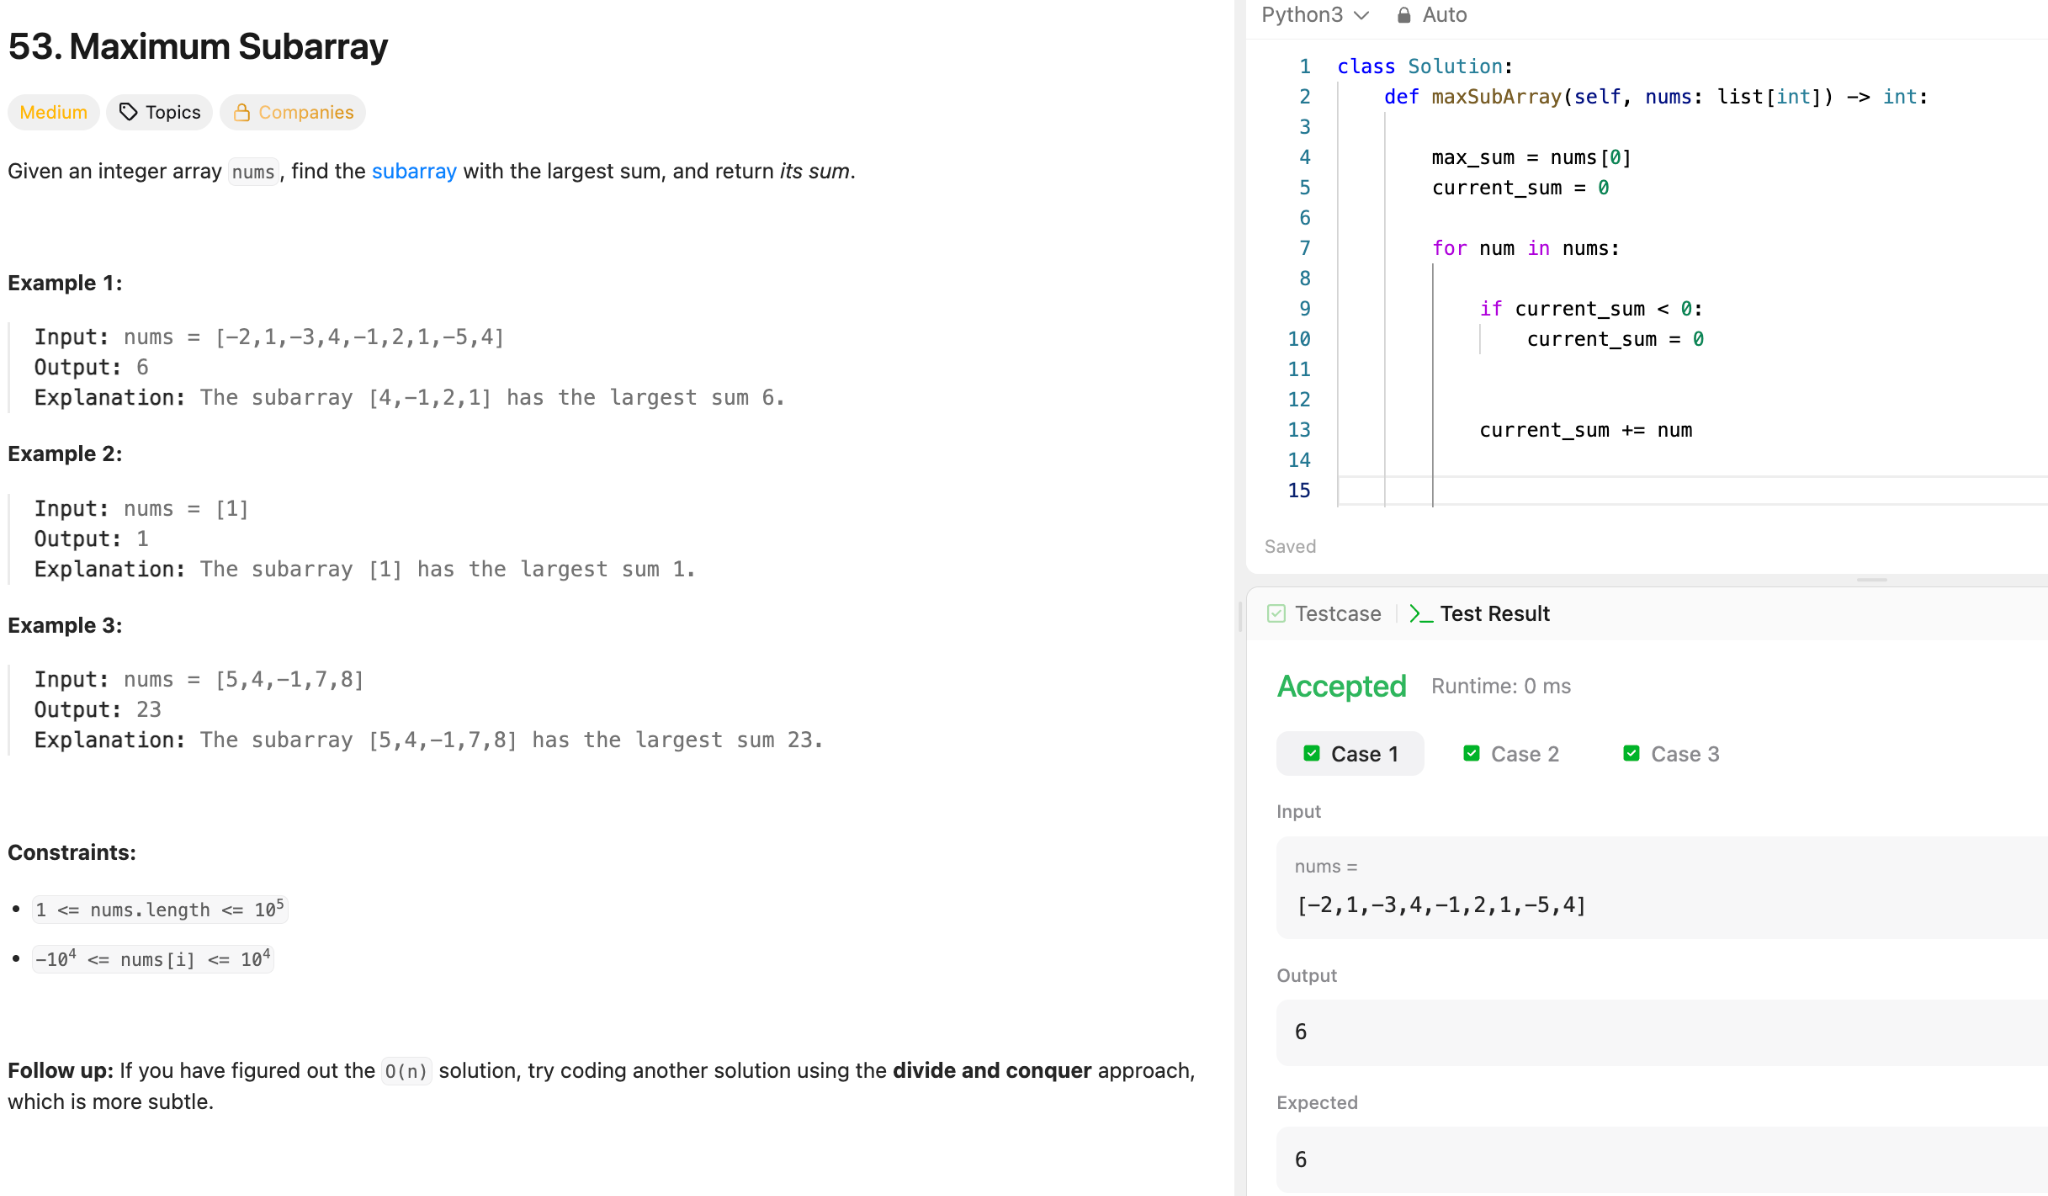 53. Maximum Subarray
Medium Topics Companies
Given an integer array nums, find the subarray with the largest sum, and return its sum.
Example 1:
Input: nums = [-2,1,-3,4,-1,2,1,-5,4]
Output: 6
Explanation: The subarray [4,-1,2,1] has the largest sum 6.
Example 2:
Input: nums = [1]
Output: 1
Explanation: The subarray [1] has the largest sum 1.
Example 3:
Input: nums = [5,4,-1,7,8]
Output: 23
Explanation: The subarray [5,4,-1,7,8] has the largest sum 23.
Constraints:
• 1 <= nums.length <= 10⁵
• -10⁴ <= nums[i] <= 10⁴
Follow up: If you have figured out the O(n) solution, try coding another solution using the divide and conquer approach,
which is more subtle.
Python3 Auto
1 class Solution:
2     def maxSubArray(self, nums: list[int]) -> int:
3
4         max_sum = nums[0]
5         current_sum = 0
6
7         for num in nums:
8
9             if current_sum < 0:
10                 current_sum = 0
11
12
13             current_sum += num
14
15
Saved
Testcase >_ Test Result
Accepted Runtime: 0 ms
Case 1 Case 2 Case 3
Input
nums =
[-2,1,-3,4,-1,2,1,-5,4]
Output
6
Expected
6